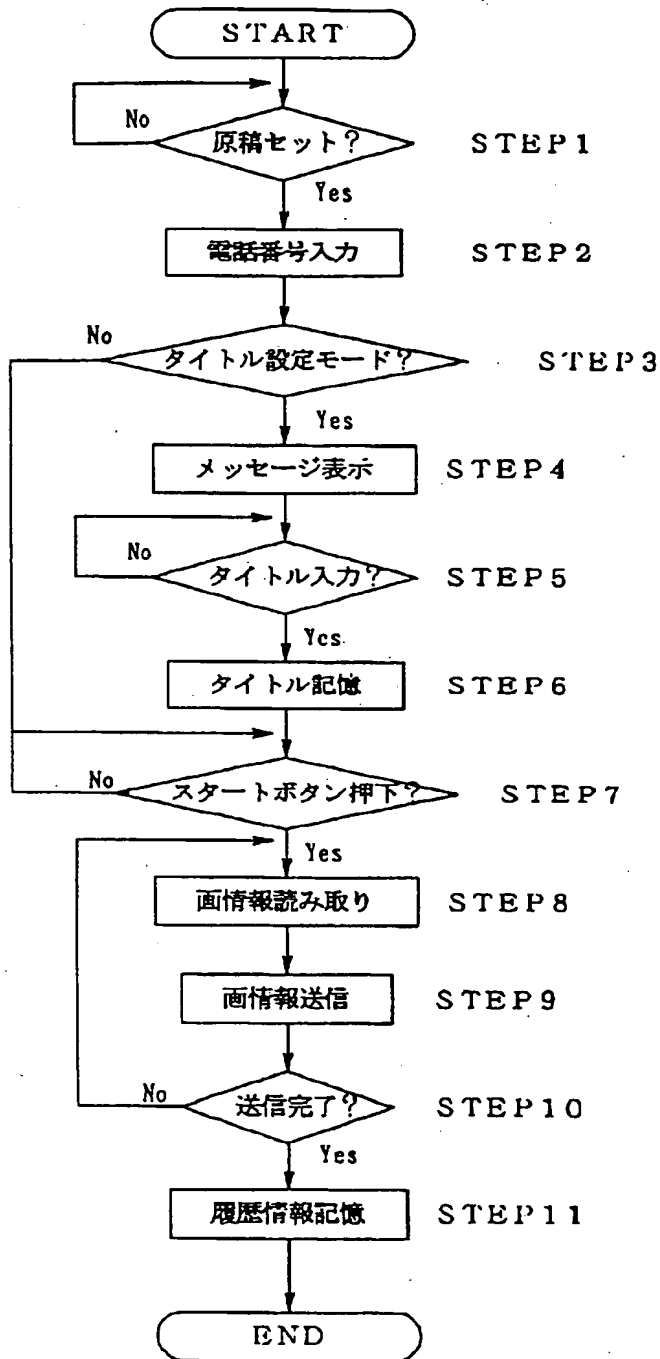 START
No
原稿セット?
STEP1
Yes
電話番号入力
STEP2
No
タイトル設定モード?
STEP3
Yes
メッセージ表示
STEP4
No
タイトル入力?
STEP5
Yes
タイトル記憶
STEP6
No
スタートボタン押下?
STEP7
Yes
画情報読み取り
STEP8
画情報送信
STEP9
No
送信完了?
STEP10
Yes
履歴情報記憶
STEP11
END